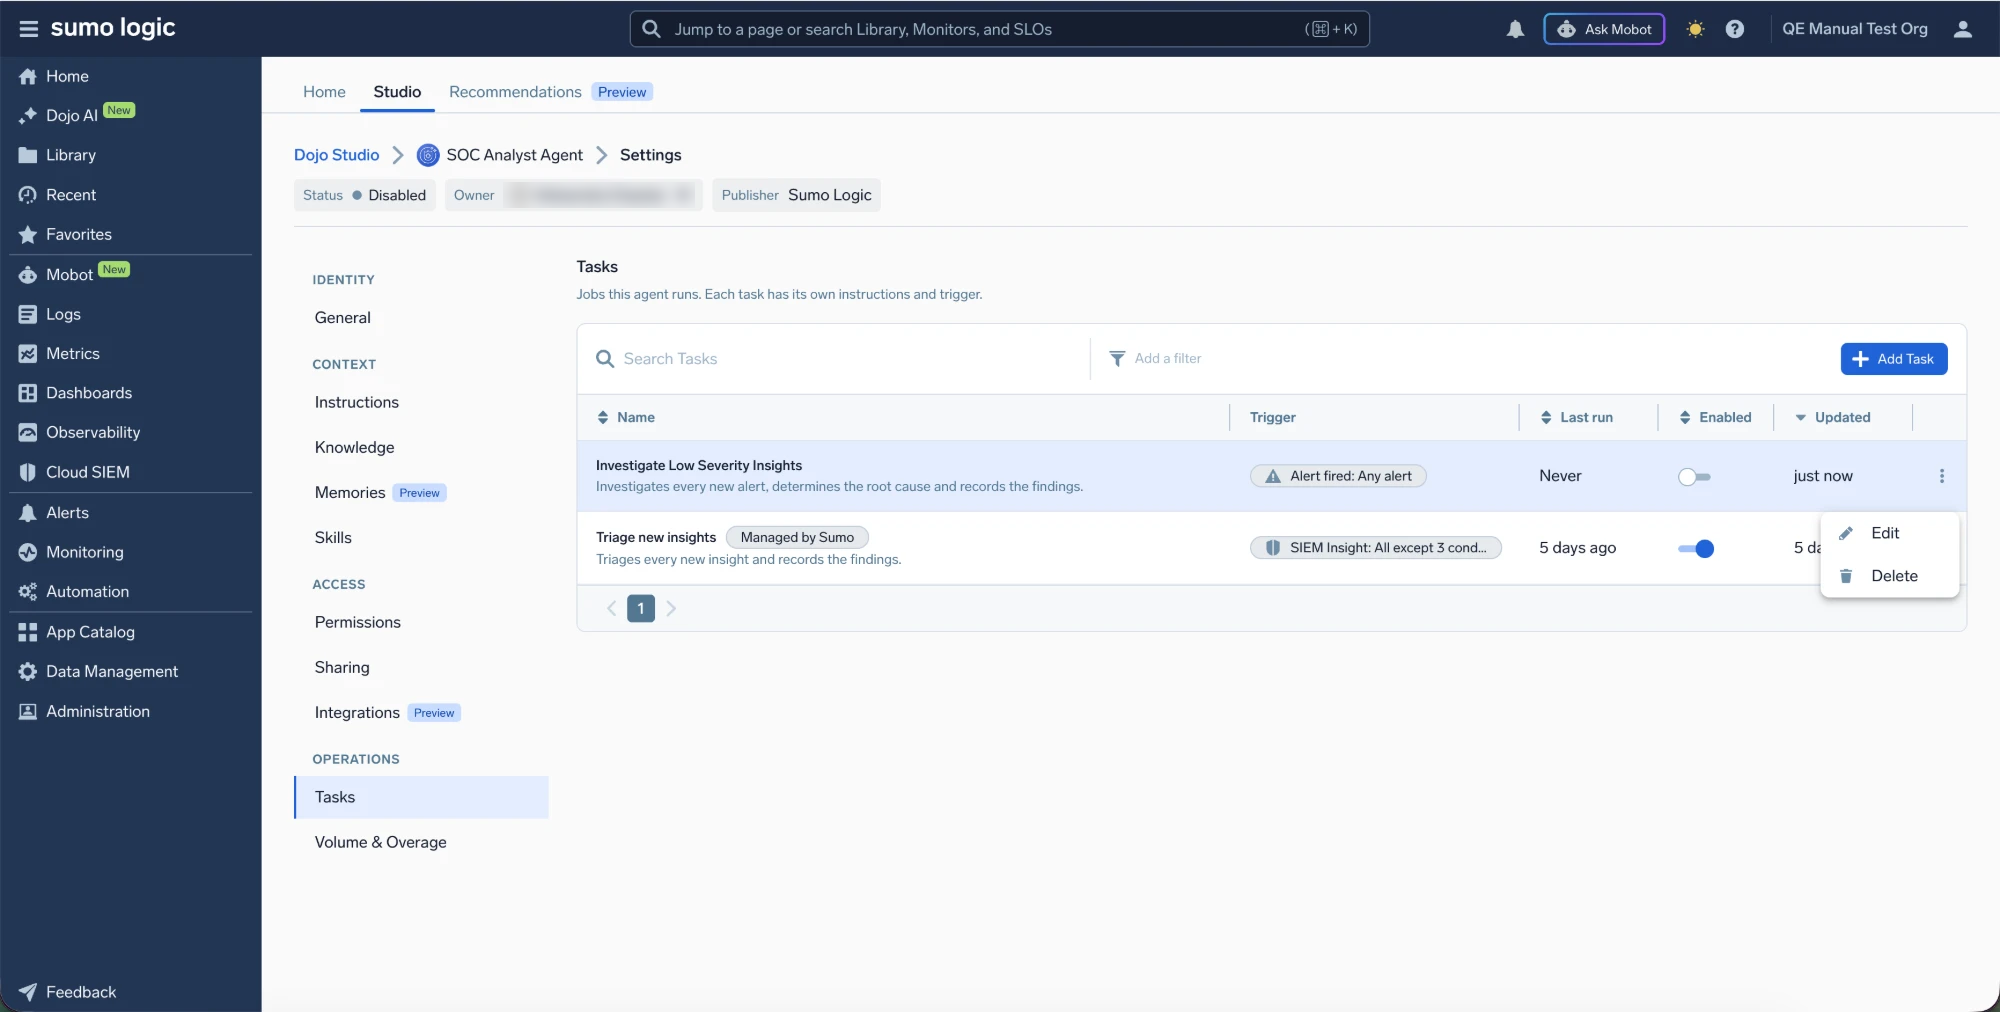 sumo logic
Jump to a page or search Library, Monitors, and SLOs
(⌘ + K)
Ask Mobot
QE Manual Test Org
Home
Dojo AI New
Library
Recent
Favorites
Mobot New
Logs
Metrics
Dashboards
Observability
Cloud SIEM
Alerts
Monitoring
Automation
App Catalog
Data Management
Administration
Feedback
Home Studio Recommendations Preview
Dojo Studio SOC Analyst Agent Settings
Status Disabled Owner Publisher Sumo Logic
IDENTITY
General
CONTEXT
Instructions
Knowledge
Memories Preview
Skills
ACCESS
Permissions
Sharing
Integrations Preview
OPERATIONS
Tasks
Volume & Overage
Tasks
Jobs this agent runs. Each task has its own instructions and trigger.
Search Tasks
Add a filter
Add Task
Name Trigger Last run Enabled Updated
Investigate Low Severity Insights
Investigates every new alert, determines the root cause and records the findings.
Alert fired: Any alert
Never
just now
Triage new insights Managed by Sumo
Triages every new insight and records the findings.
SIEM Insight: All except 3 cond...
5 days ago
5 da
Edit
Delete
1